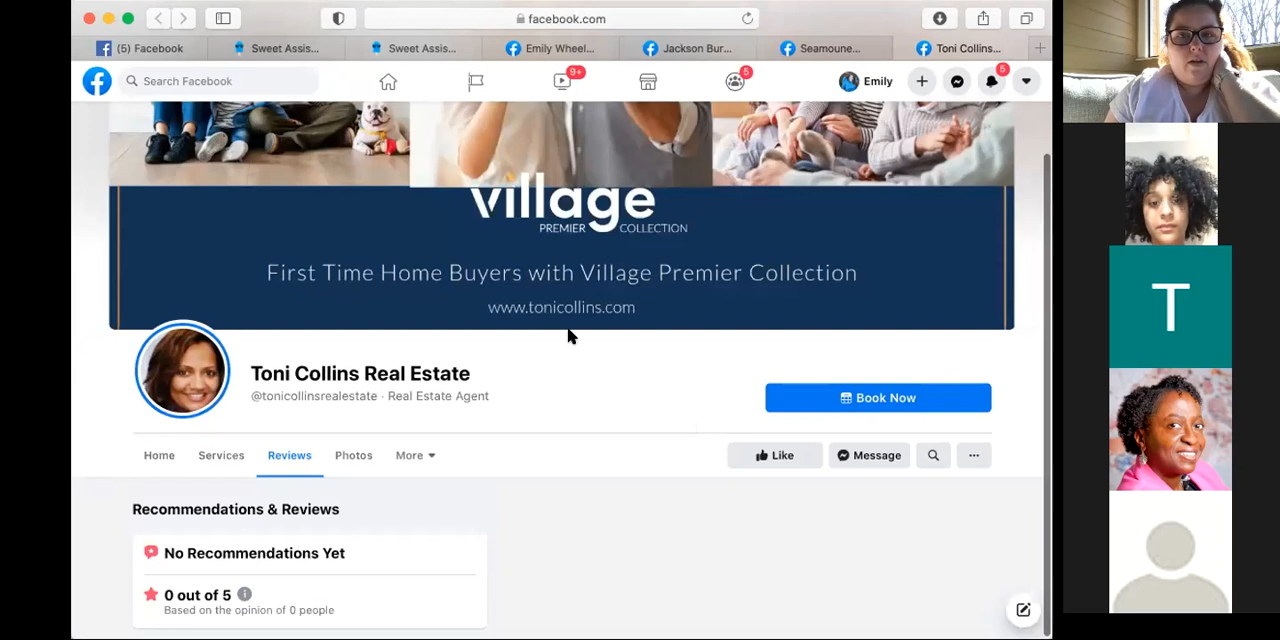 facebook.com
(5) Facebook
Sweet Assis...
Sweet Assis...
Emily Wheel...
Jackson Bur...
Seamoune...
Toni Collins...
Search Facebook
9+
5
Emily
5
village
PREMIER COLLECTION
First Time Home Buyers with Village Premier Collection
www.tonicollins.com
Toni Collins Real Estate
@tonicollinsrealestate · Real Estate Agent
Book Now
Home
Services
Reviews
Photos
More
Like
Message
Recommendations & Reviews
No Recommendations Yet
0 out of 5
Based on the opinion of 0 people
T